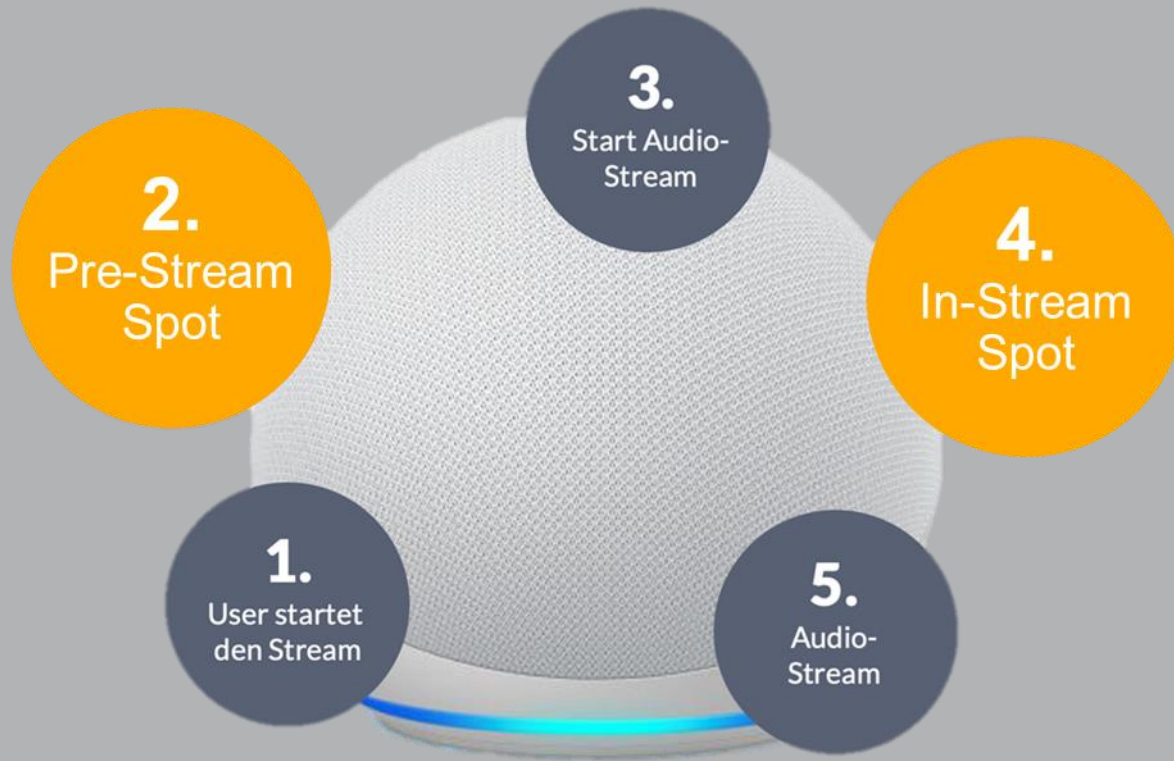 1.
User startet
den Stream
2.
Pre-Stream
Spot
3.
Start Audio-
Stream
4.
In-Stream
Spot
5.
Audio-
Stream